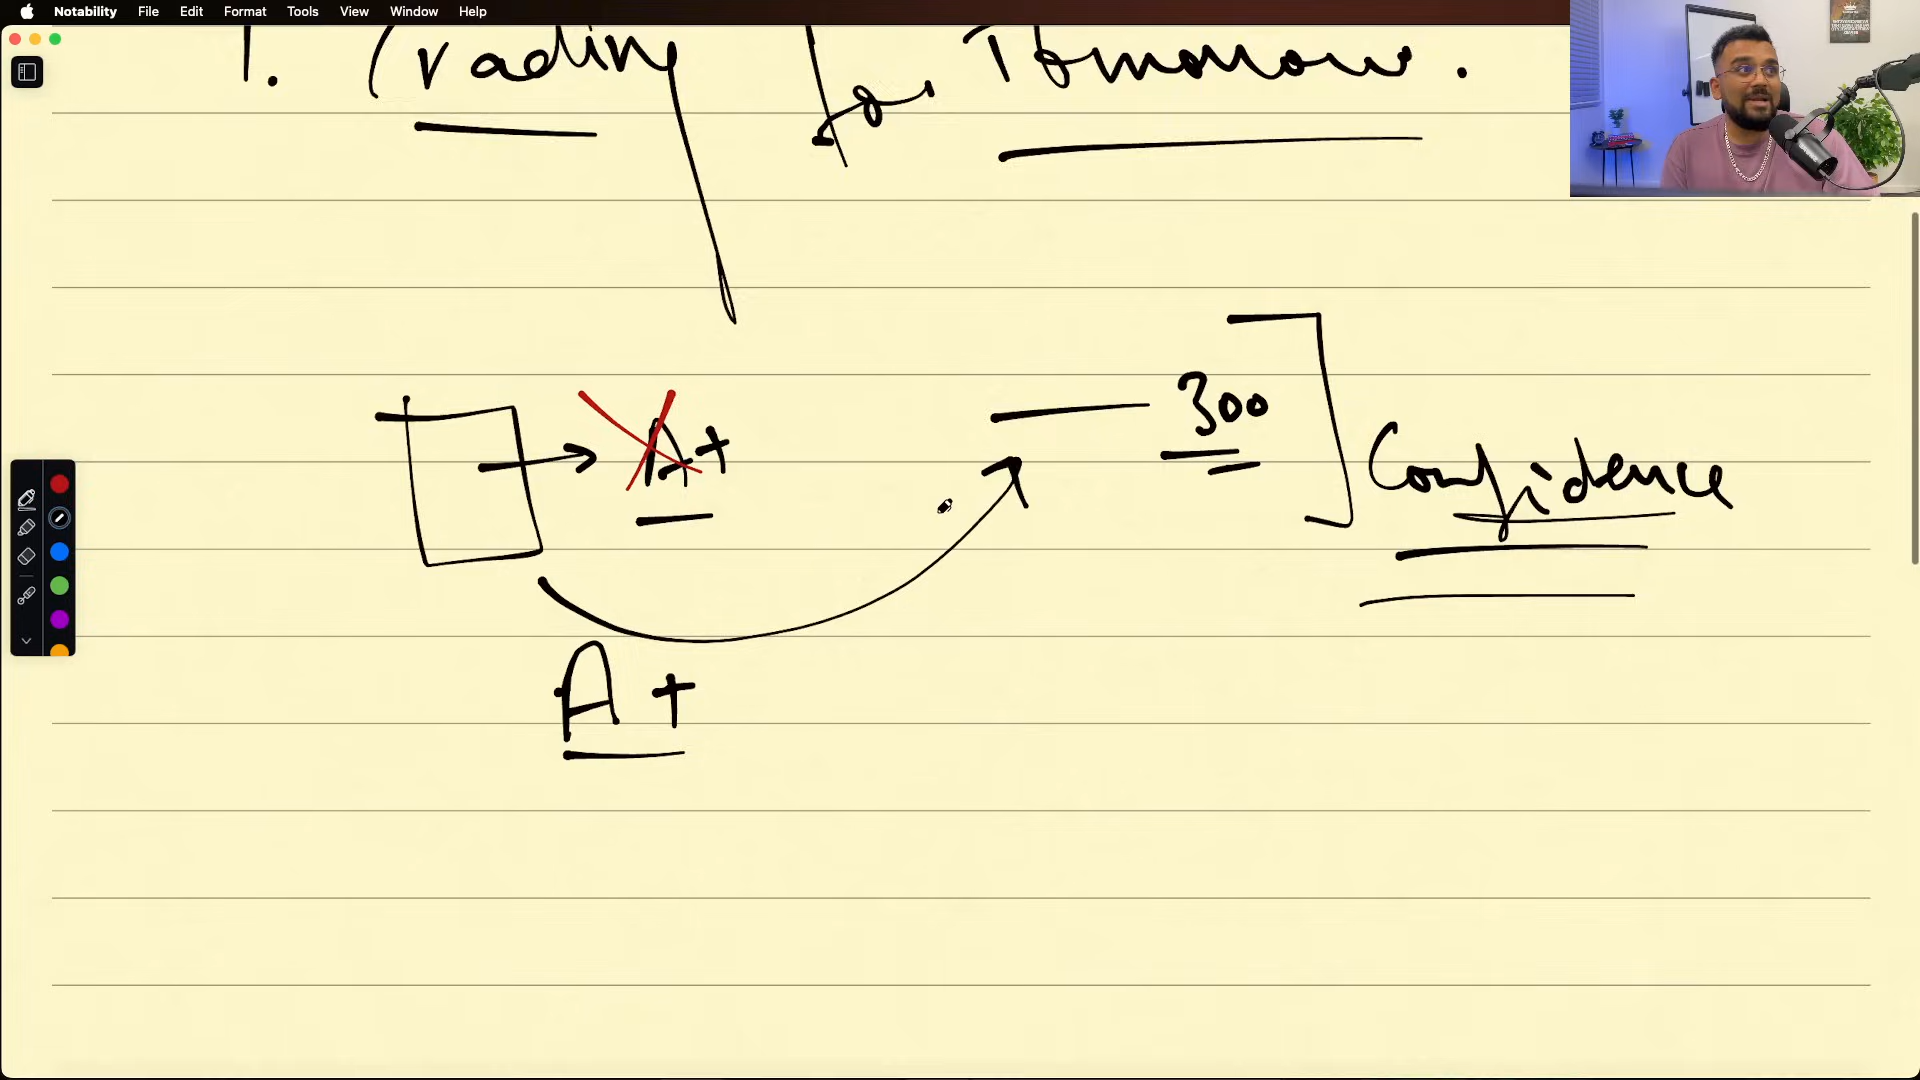 Notability File Edit Format Tools View Window Help
1. Trading for Tomorrow.
A+
300
Confidence
A+